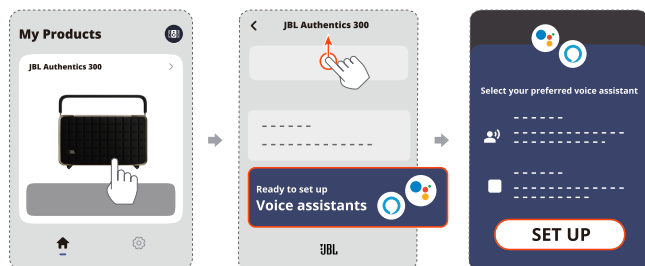 My Products
JBL Authentics 300
JBL Authentics 300
Ready to set up
Voice assistants
JBL
Select your preferred voice assistant
SET UP